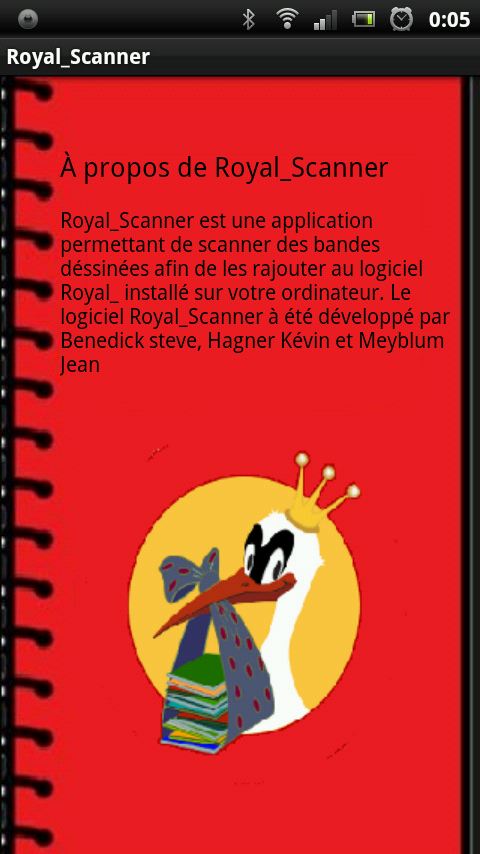 0:05
Royal_Scanner
À propos de Royal_Scanner
Royal_Scanner est une application
permettant de scanner des bandes
déssinées afin de les rajouter au logiciel
Royal_ installé sur votre ordinateur. Le
logiciel Royal_Scanner à été développé par
Benedick steve, Hagner Kévin et Meyblum
Jean